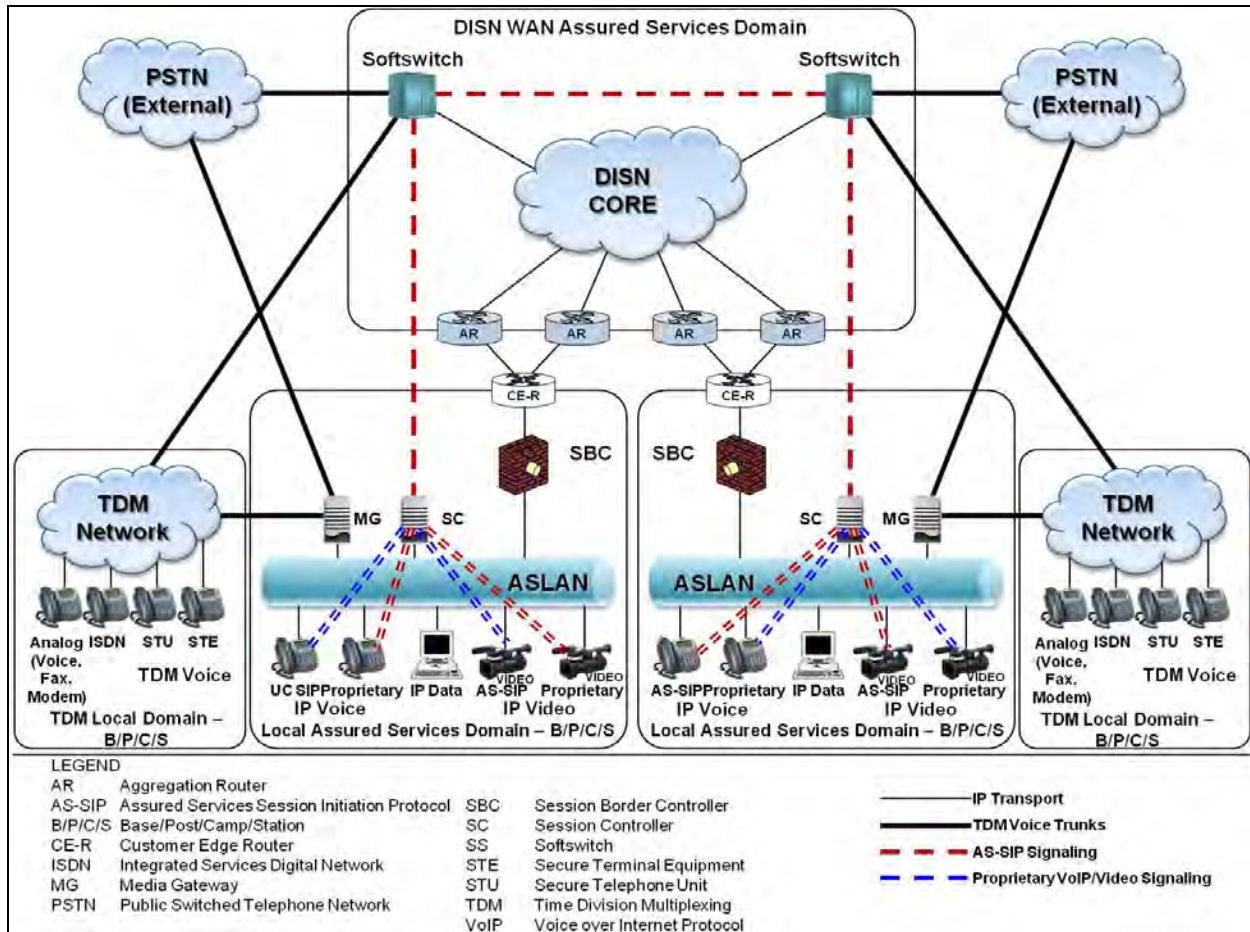 DISN WAN Assured Services Domain
Softswitch
Softswitch
PSTN
(External)
PSTN
(External)
DISN
CORE
AR
AR
AR
AR
CE-R
CE-R
SBC
SBC
TDM
Network
MG
SC
SC
MG
TDM
Network
ASLAN
ASLAN
Analog
(Voice,
Fax,
Modem)
ISDN
STU
STE
TDM Voice
TDM Local Domain –
B/P/C/S
VIDEO
VIDEO
UC SIP
Proprietary
IP Voice
IP Data
AS-SIP
Proprietary
IP Video
Local Assured Services Domain – B/P/C/S
VIDEO
VIDEO
AS-SIP
Proprietary
IP Voice
IP Data
AS-SIP
Proprietary
IP Video
Local Assured Services Domain – B/P/C/S
Analog
(Voice,
Fax,
Modem)
ISDN
STU
STE
TDM Voice
TDM Local Domain –
B/P/C/S
LEGEND
AR Aggregation Router
AS-SIP Assured Services Session Initiation Protocol
B/P/C/S Base/Post/Camp/Station
CE-R Customer Edge Router
ISDN Integrated Services Digital Network
MG Media Gateway
PSTN Public Switched Telephone Network
SBC Session Border Controller
SC Session Controller
SS Softswitch
STE Secure Terminal Equipment
STU Secure Telephone Unit
TDM Time Division Multiplexing
VoIP Voice over Internet Protocol
IP Transport
TDM Voice Trunks
AS-SIP Signaling
Proprietary VoIP/Video Signaling